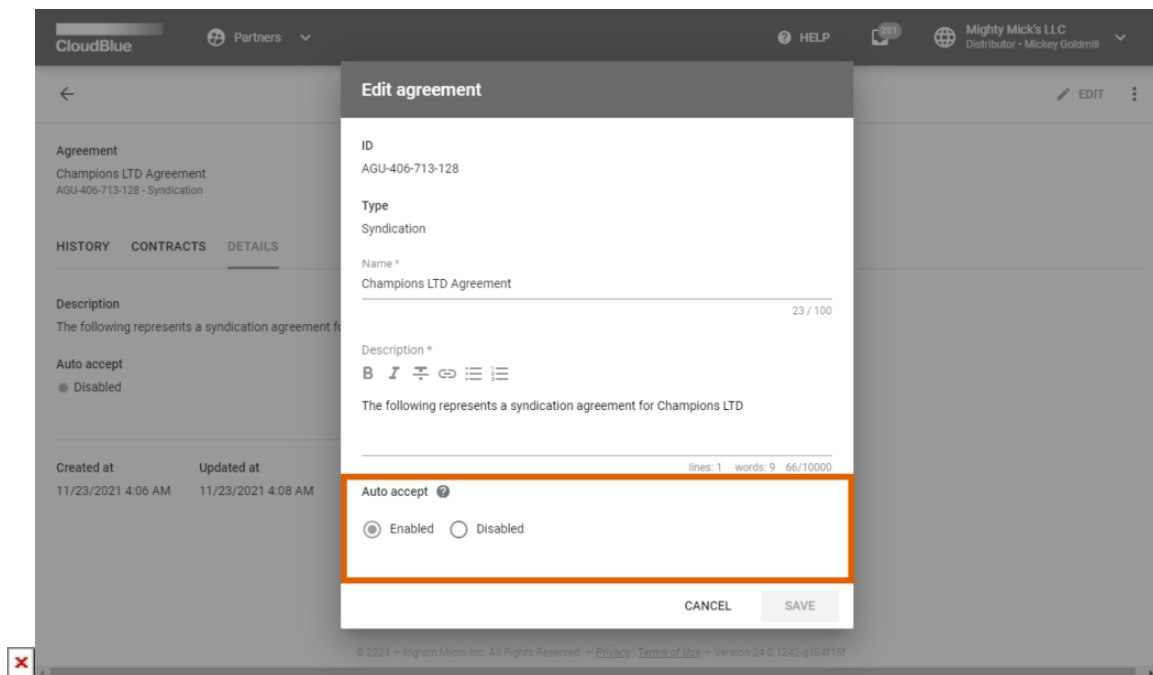 CloudBlue
Partners
HELP
201
Mighty Mick's LLC
Distributor • Mickey Goldmill
EDIT
Agreement
Champions LTD Agreement
AGU-406-713-128 - Syndication
HISTORY CONTRACTS DETAILS
Description
The following represents a syndication agreement fo
Auto accept
Disabled
Created at Updated at
11/23/2021 4:06 AM 11/23/2021 4:08 AM
Edit agreement
ID
AGU-406-713-128
Type
Syndication
Name *
Champions LTD Agreement
23 / 100
Description *
B I
The following represents a syndication agreement for Champions LTD
lines: 1 words: 9 66/10000
Auto accept
Enabled Disabled
CANCEL SAVE
© 2021 – Ingram Micro Inc. All Rights Reserved. – Privacy | Terms of Use – Version 24.0.1242-g104f15f